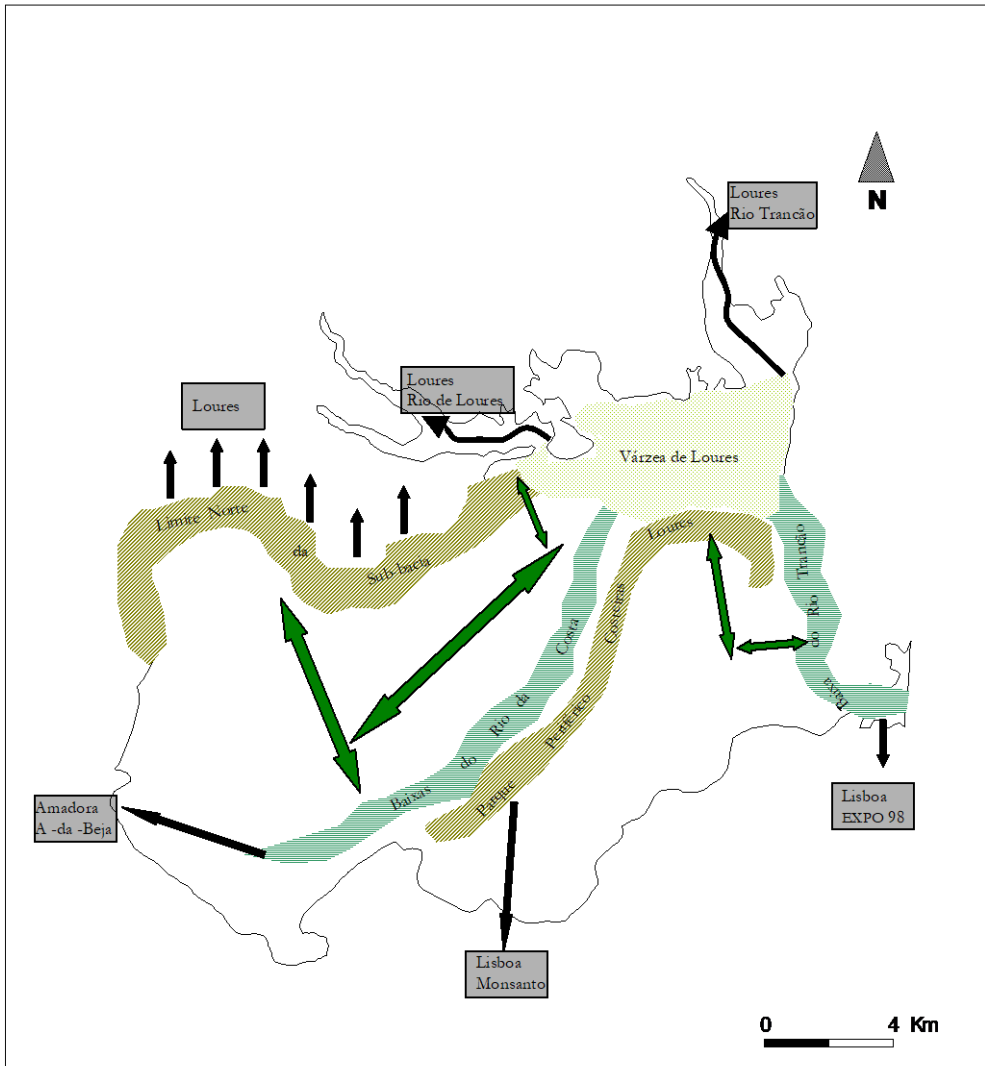 Loures
Rio Trancão
N
Loures
Rio de Loures
Loures
Várzea de Loures
Limite Norte
da
Sub-bacia
Loures
Costeiras
Periférico
Parque
Baixas do Rio da Costa
Baixa do Rio Trancão
Amadora
A -da -Beja
Lisboa
EXPO 98
Lisboa
Monsanto
0 4 Km